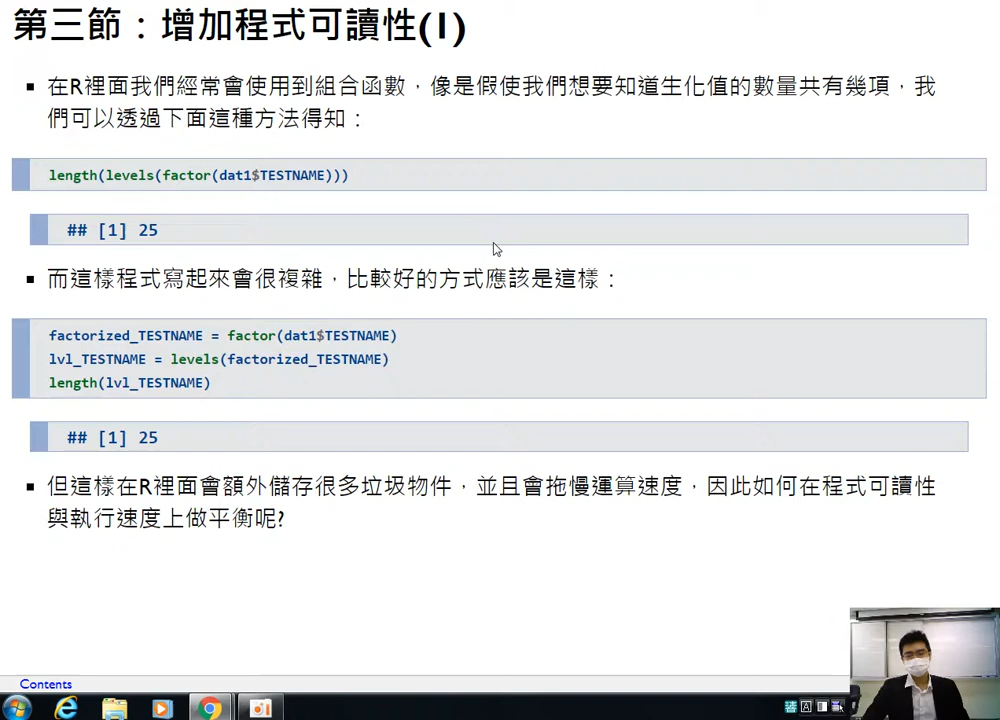 第三節：增加程式可讀性(1)
▪ 在R裡面我們經常會使用到組合函數，像是假使我們想要知道生化值的數量共有幾項，我
們可以透過下面這種方法得知：
length(levels(factor(dat1$TESTNAME)))
## [1] 25
▪ 而這樣程式寫起來會很複雜，比較好的方式應該是這樣：
factorized_TESTNAME = factor(dat1$TESTNAME)
lvl_TESTNAME = levels(factorized_TESTNAME)
length(lvl_TESTNAME)
## [1] 25
▪ 但這樣在R裡面會額外儲存很多垃圾物件，並且會拖慢運算速度，因此如何在程式可讀性
與執行速度上做平衡呢?
Contents